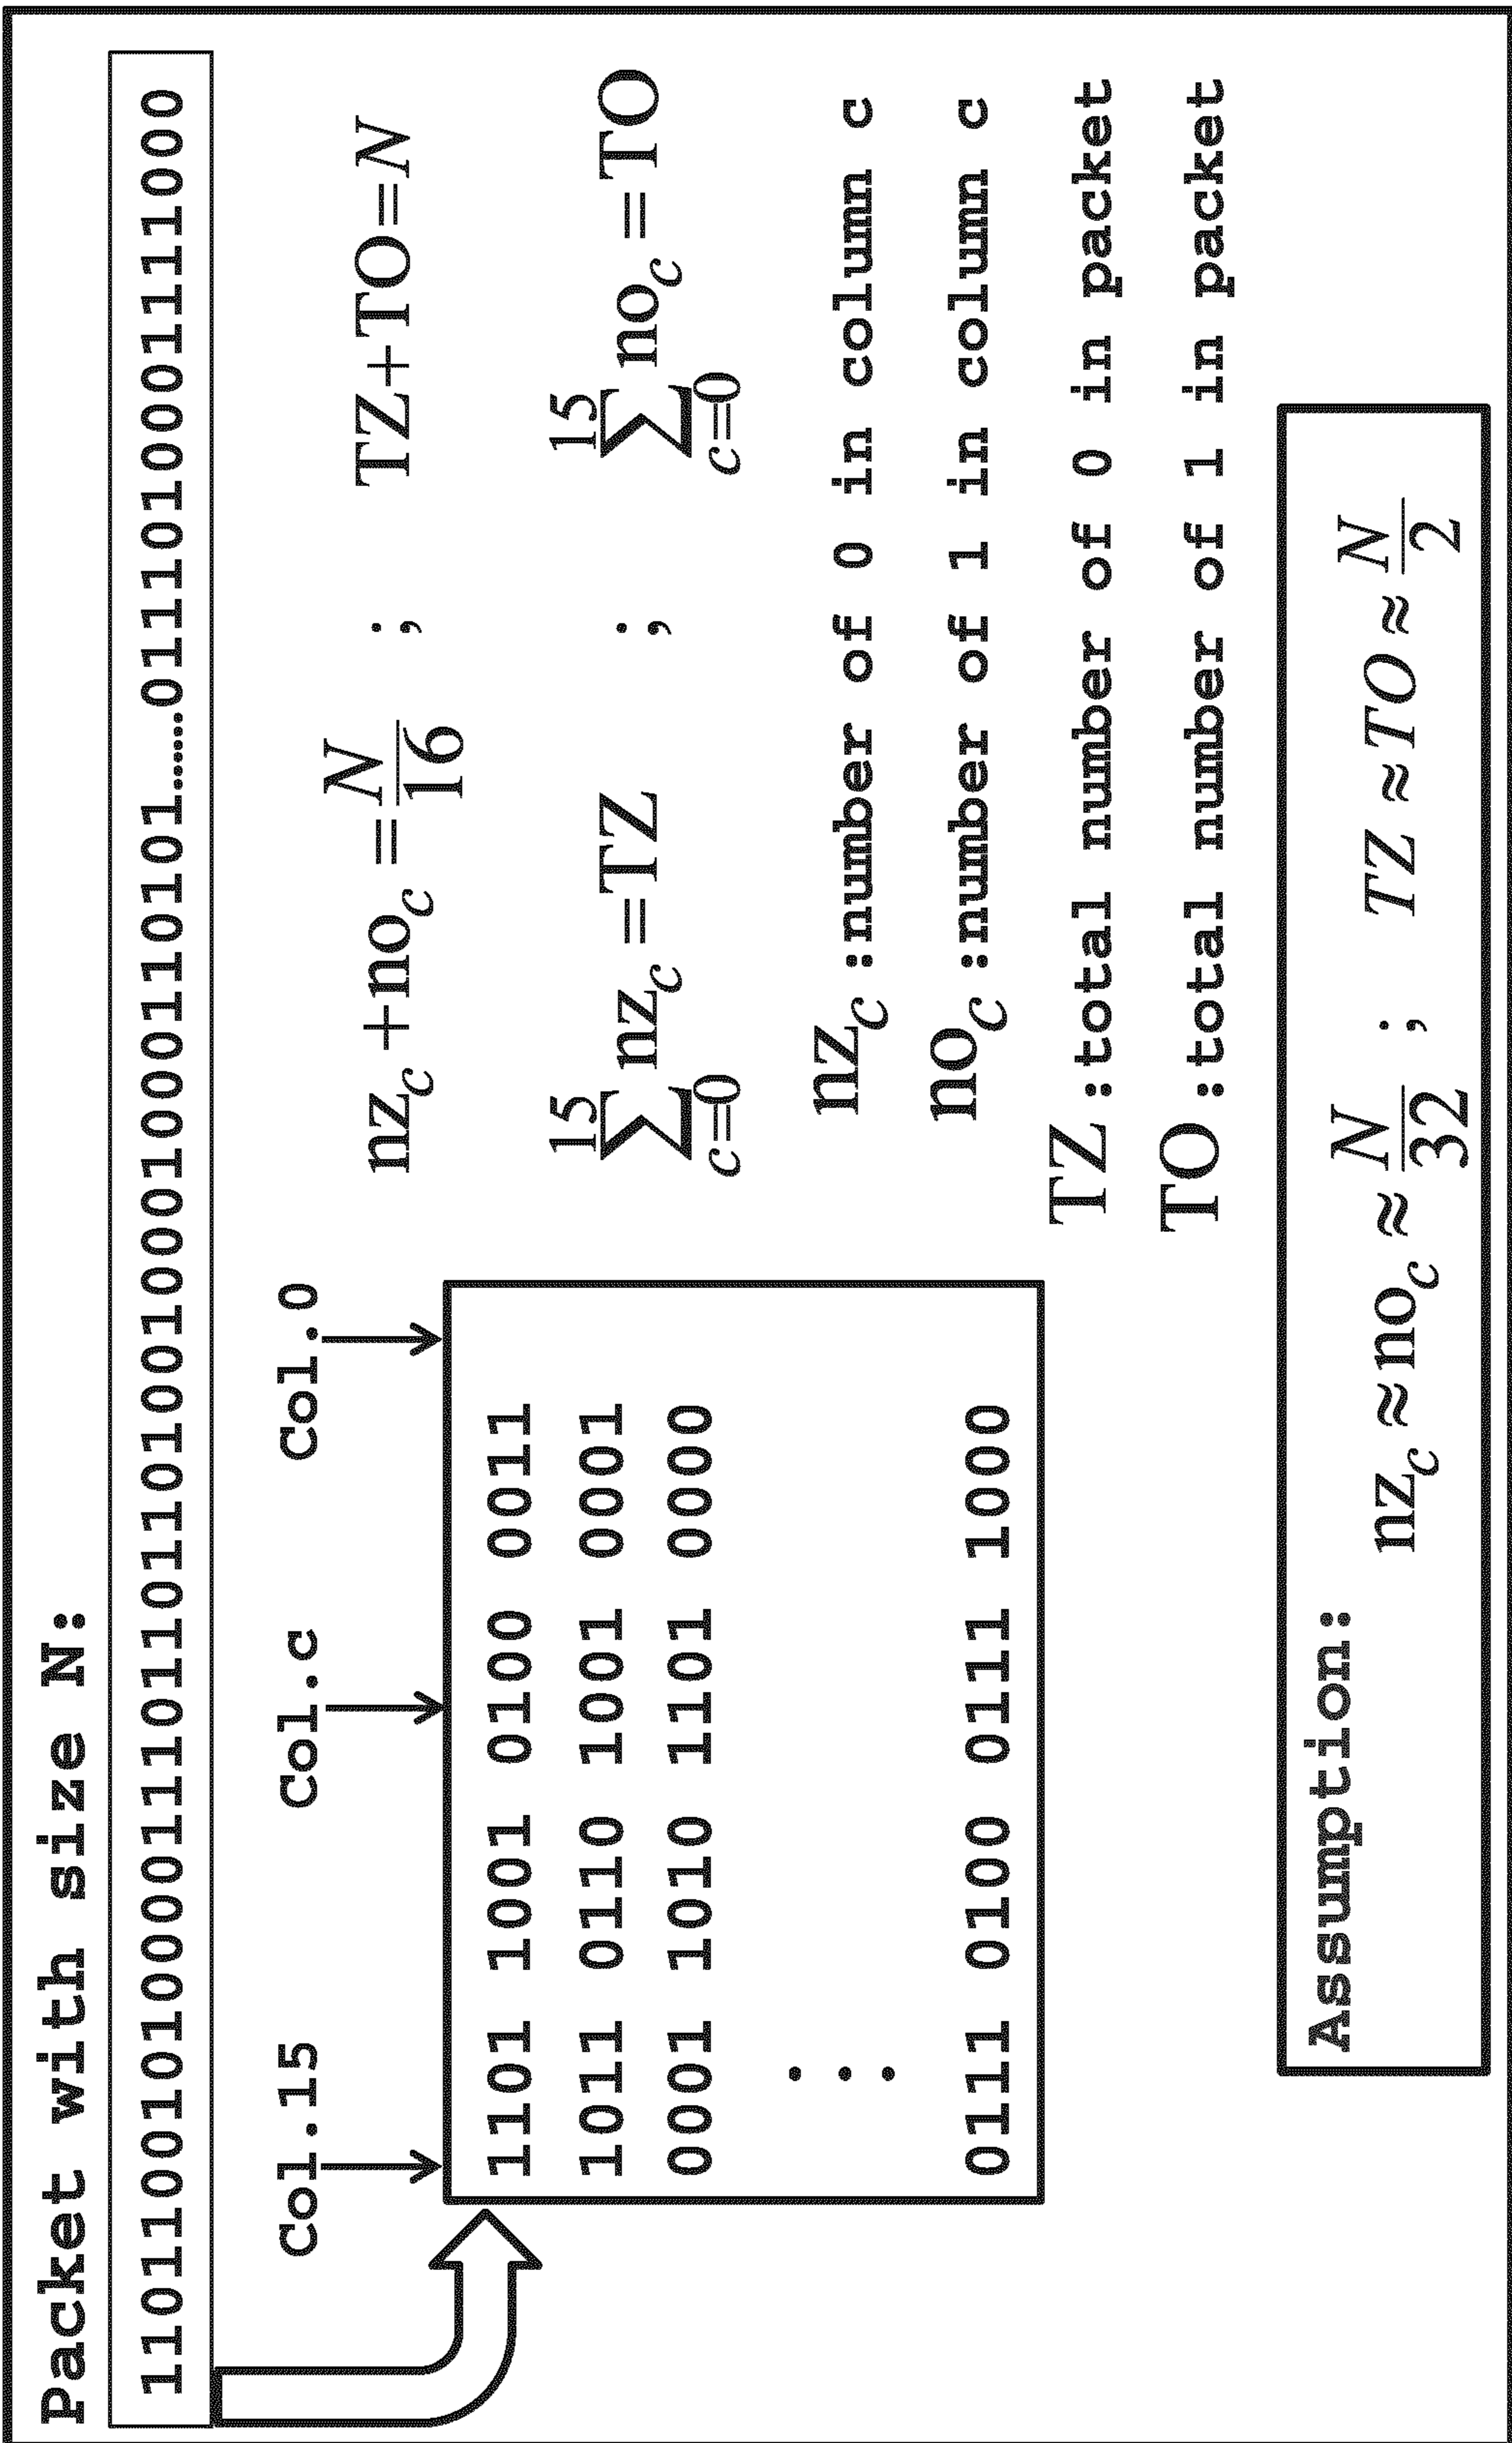 Packet with size N:
11011001010000111011011010010001000110101......0111010001111000
Col.15 Col.c Col.0
1101 1001 0100 0011
1011 0110 1001 0001
0001 1010 1101 0000
⋮
0111 0100 0111 1000
nz_c + no_c = N/16 ; TZ+TO=N
∑_{c=0}^{15} nz_c = TZ ; ∑_{c=0}^{15} no_c = TO
nz_c :number of 0 in column c
no_c :number of 1 in column c
TZ :total number of 0 in packet
TO :total number of 1 in packet
Assumption:
nz_c ≈ no_c ≈ N/32 ; TZ ≈ TO ≈ N/2